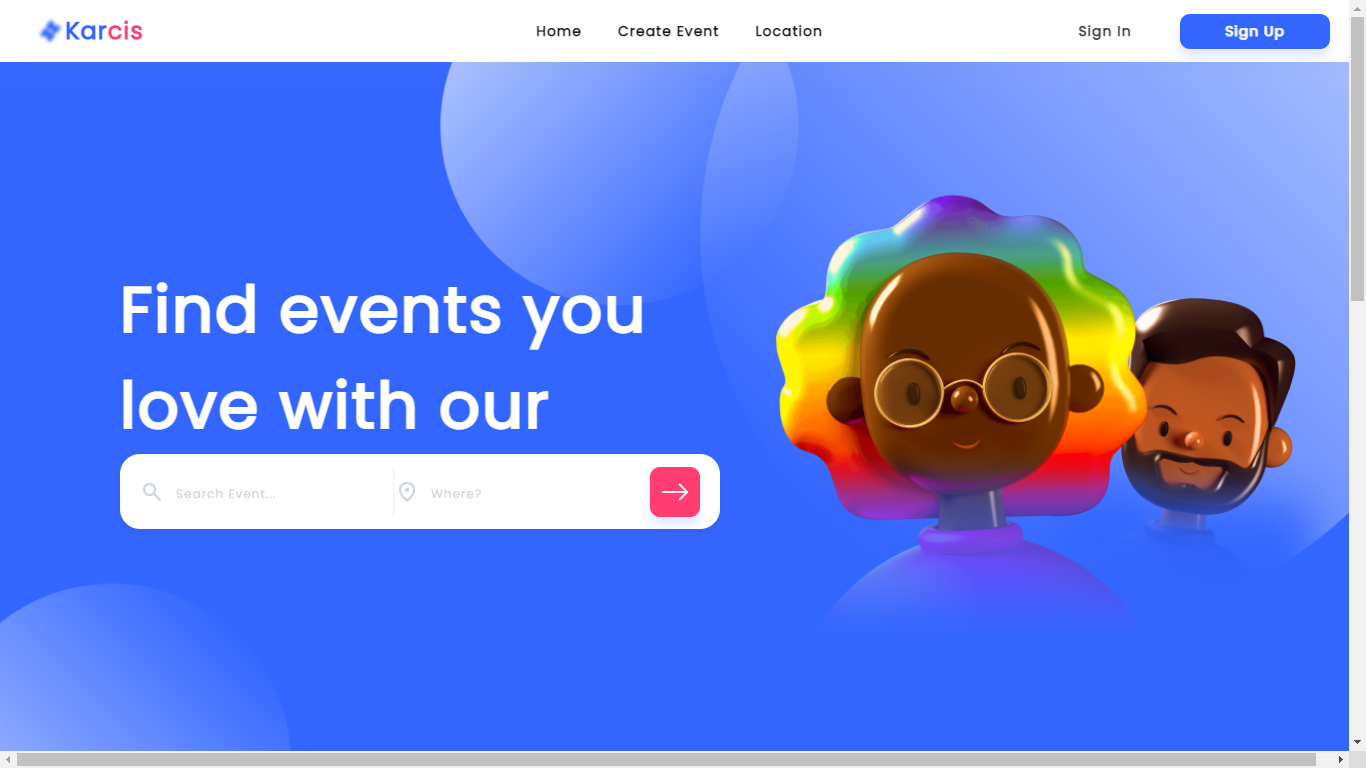 Karcis
Home
Create Event
Location
Sign In
Sign Up
Find events you
love with our
Search Event...
Where?